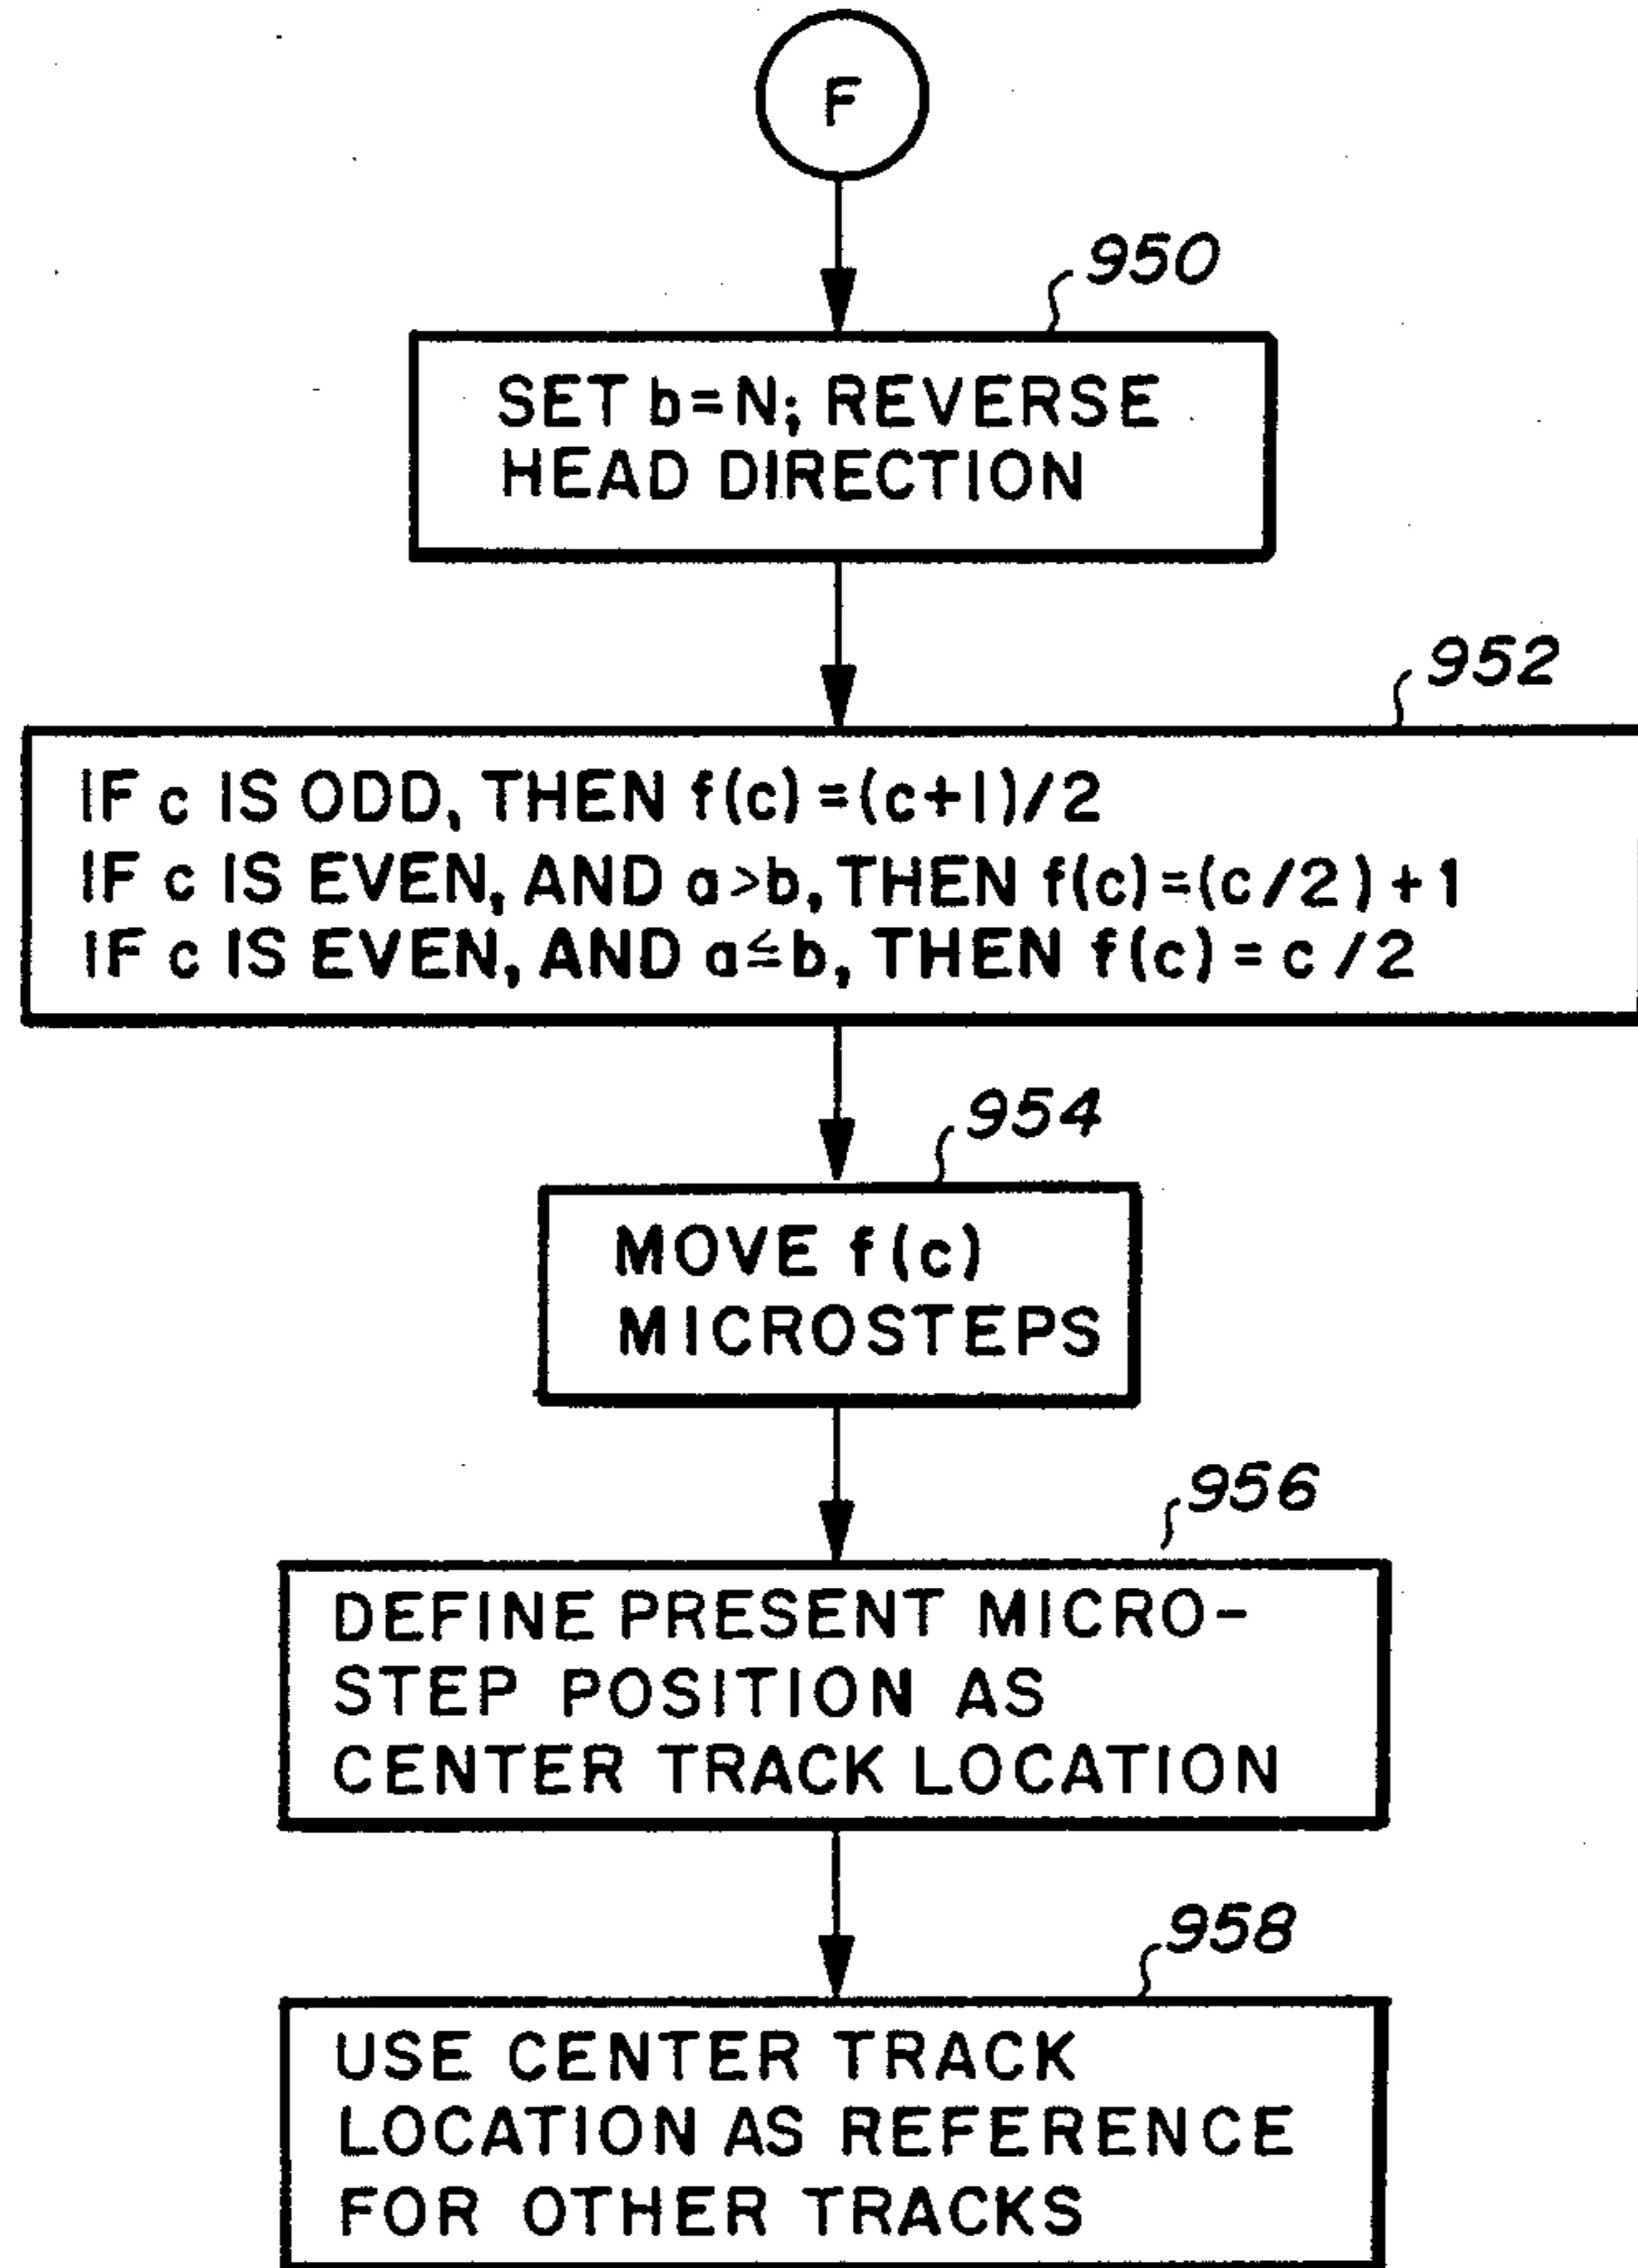 F
950
SET b=N; REVERSE
HEAD DIRECTION
952
IF c IS ODD, THEN f(c)=(c+1)/2
IF c IS EVEN, AND a>b, THEN f(c)=(c/2)+1
IF c IS EVEN, AND a≤b, THEN f(c)=c/2
954
MOVE f(c)
MICROSTEPS
956
DEFINE PRESENT MICRO-
STEP POSITION AS
CENTER TRACK LOCATION
958
USE CENTER TRACK
LOCATION AS REFERENCE
FOR OTHER TRACKS